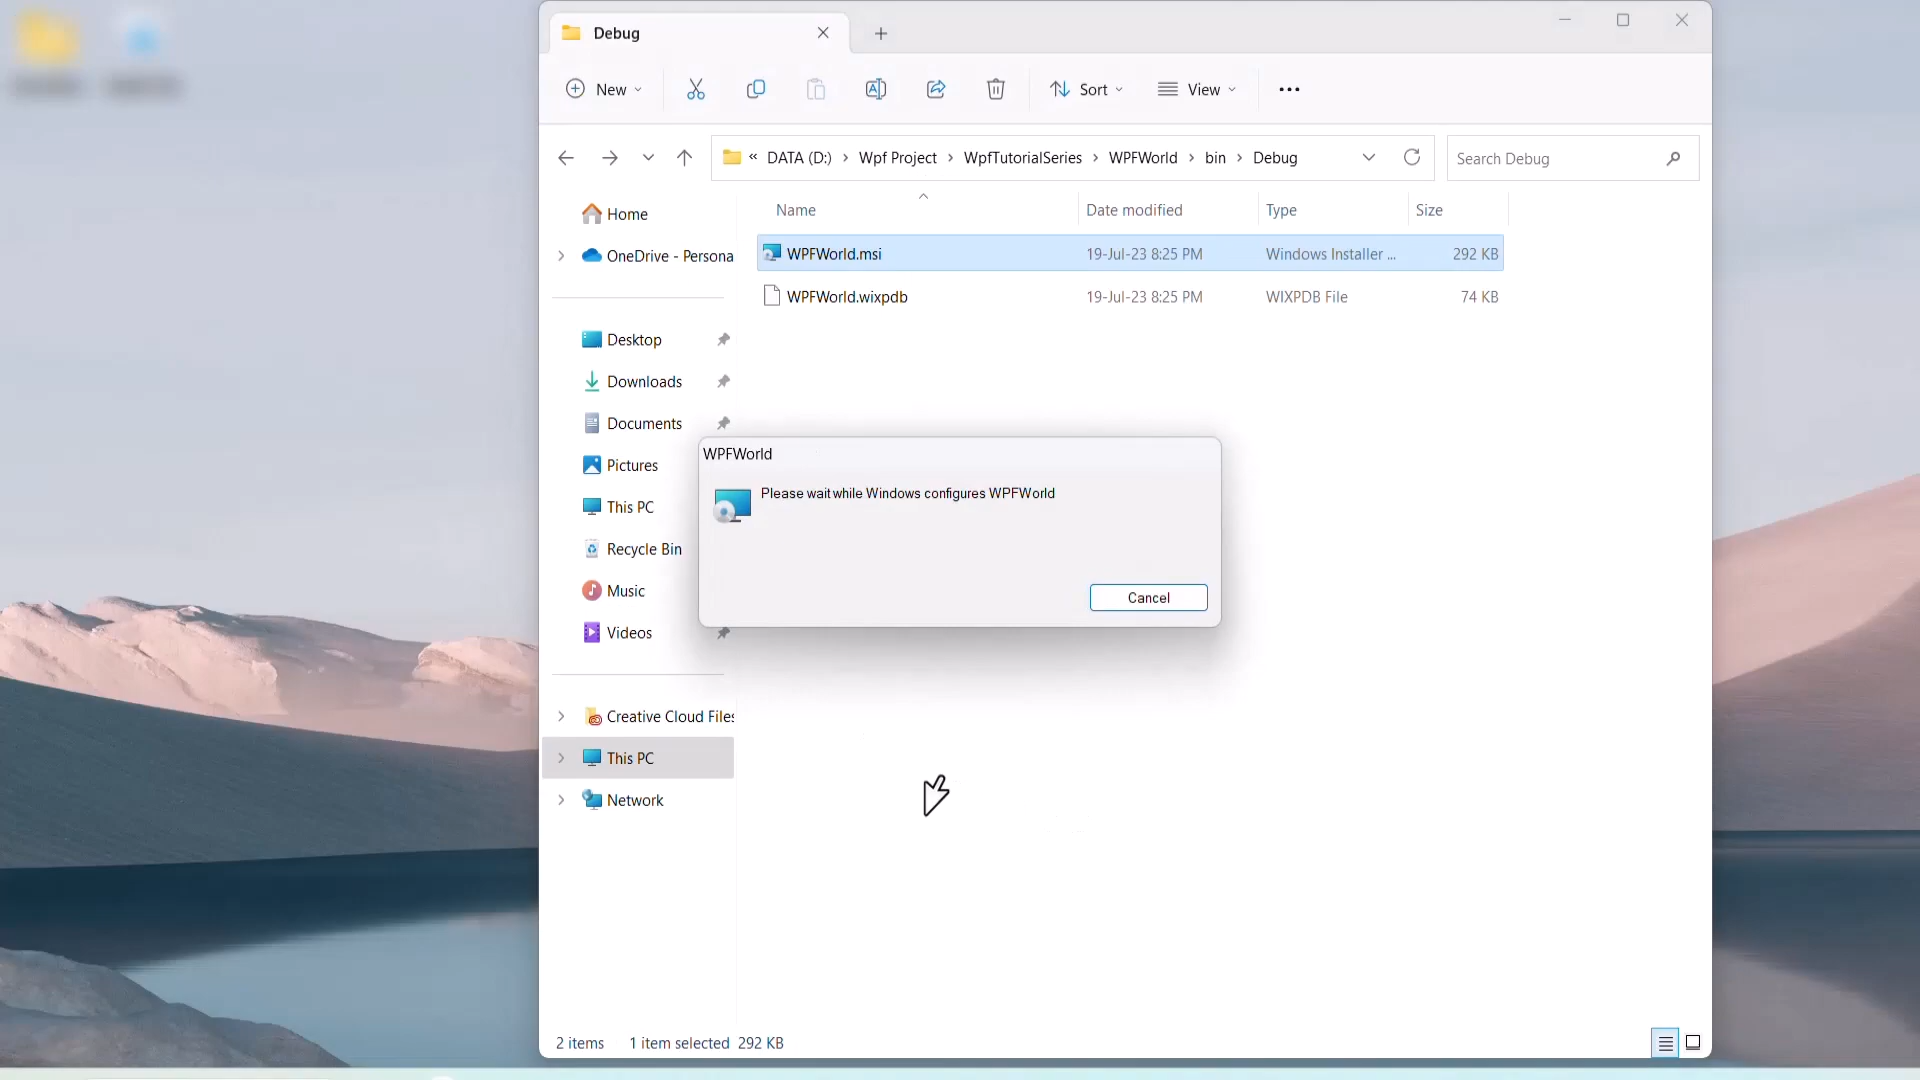 Debug
New
Sort
View
« DATA (D:) > Wpf Project > WpfTutorialSeries > WPFWorld > bin > Debug
Search Debug
Name Date modified Type Size
WPFWorld.msi 19-Jul-23 8:25 PM Windows Installer ... 292 KB
WPFWorld.wixpdb 19-Jul-23 8:25 PM WIXPDB File 74 KB
Home
OneDrive - Persona
Desktop
Downloads
Documents
Pictures
This PC
Recycle Bin
Music
Videos
Creative Cloud Files
This PC
Network
WPFWorld
Please wait while Windows configures WPFWorld
Cancel
2 items 1 item selected 292 KB